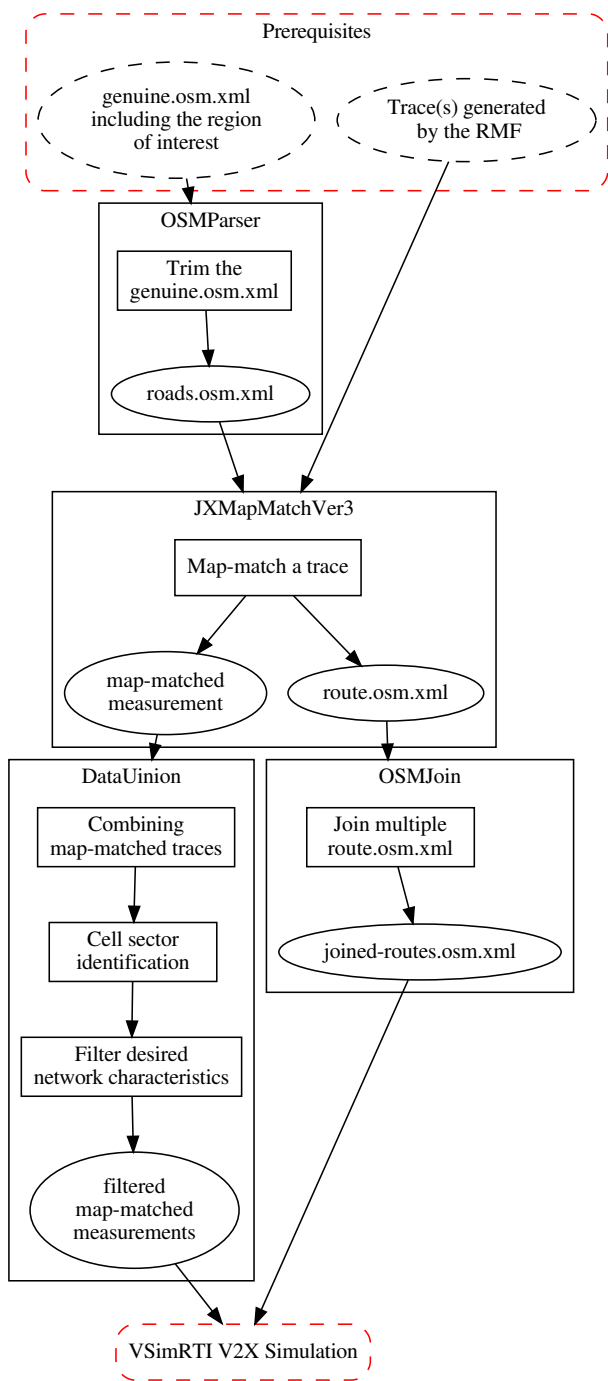 Prerequisites
genuine.osm.xml
including the region
of interest
Trace(s) generated
by the RMF
OSMParser
Trim the
genuine.osm.xml
roads.osm.xml
JXMapMatchVer3
Map-match a trace
map-matched
measurement
route.osm.xml
DataUinion
Combining
map-matched traces
Cell sector
identification
Filter desired
network characteristics
filtered
map-matched
measurements
OSMJoin
Join multiple
route.osm.xml
joined-routes.osm.xml
VSimRTI V2X Simulation